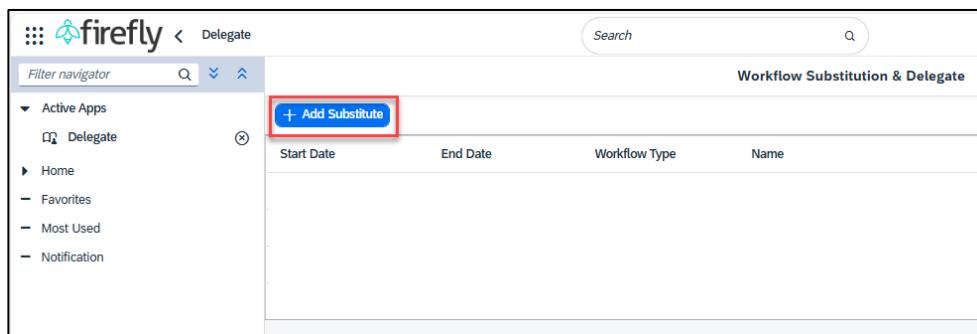 firefly
Delegate
Search
Filter navigator
Workflow Substitution & Delegate
Active Apps
+ Add Substitute
Delegate
Start Date End Date Workflow Type Name
Home
Favorites
Most Used
Notification